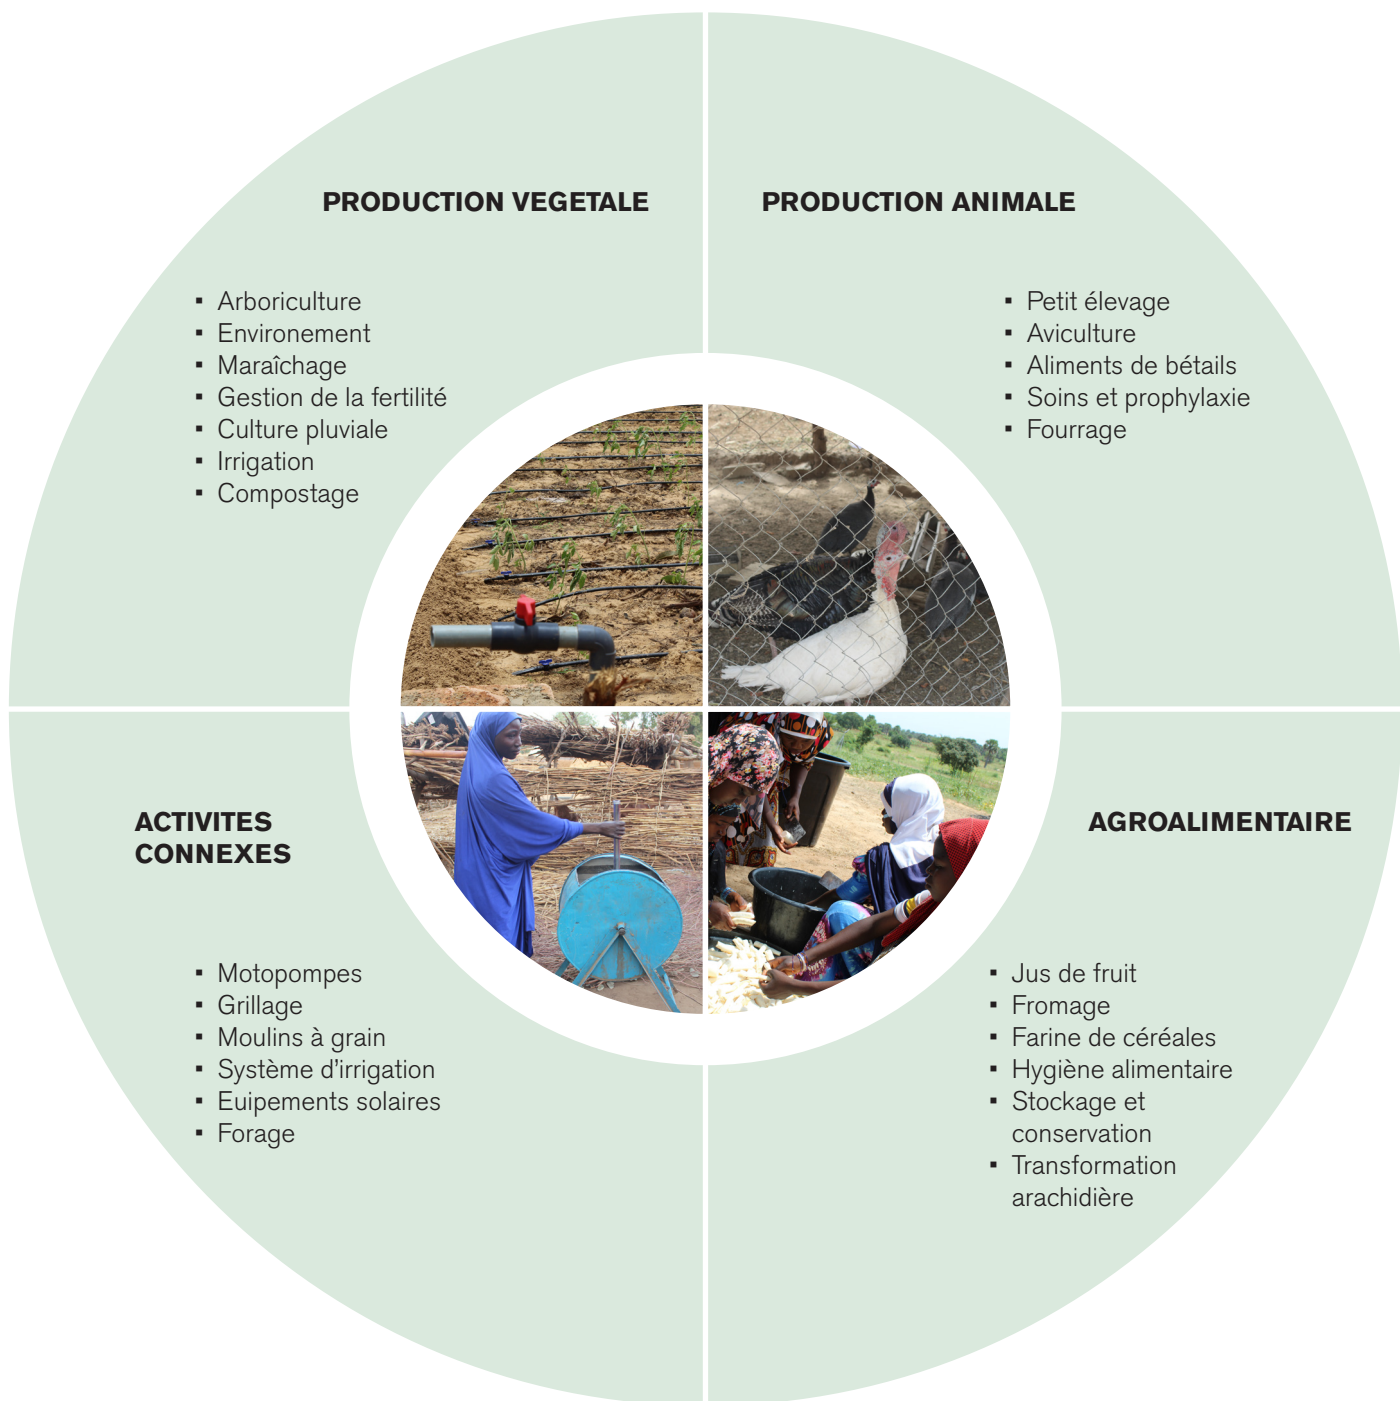 PRODUCTION VEGETALE
▪ Arboriculture
▪ Environement
▪ Maraîchage
▪ Gestion de la fertilité
▪ Culture pluviale
▪ Irrigation
▪ Compostage
PRODUCTION ANIMALE
▪ Petit élevage
▪ Aviculture
▪ Aliments de bétails
▪ Soins et prophylaxie
▪ Fourrage
ACTIVITES
CONNEXES
▪ Motopompes
▪ Grillage
▪ Moulins à grain
▪ Système d'irrigation
▪ Euipements solaires
▪ Forage
AGROALIMENTAIRE
▪ Jus de fruit
▪ Fromage
▪ Farine de céréales
▪ Hygiène alimentaire
▪ Stockage et
conservation
▪ Transformation
arachidière